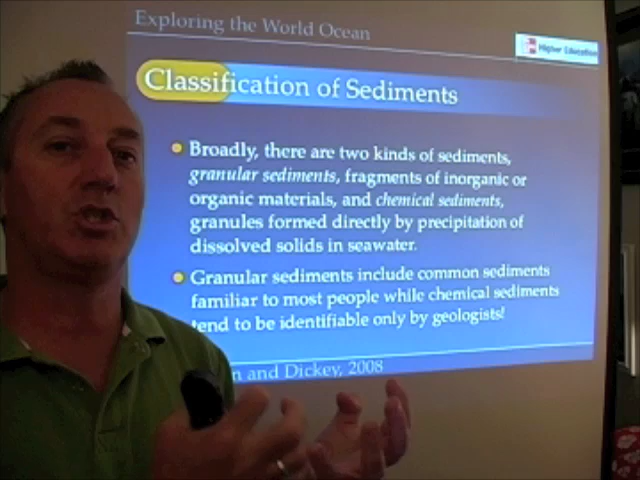 Exploring the World Ocean
Higher Education
Classification of Sediments
Broadly, there are two kinds of sediments,
granular sediments, fragments of inorganic or
organic materials, and chemical sediments,
granules formed directly by precipitation of
dissolved solids in seawater.
Granular sediments include common sediments
familiar to most people while chemical sediments
tend to be identifiable only by geologists!
and Dickey, 2008